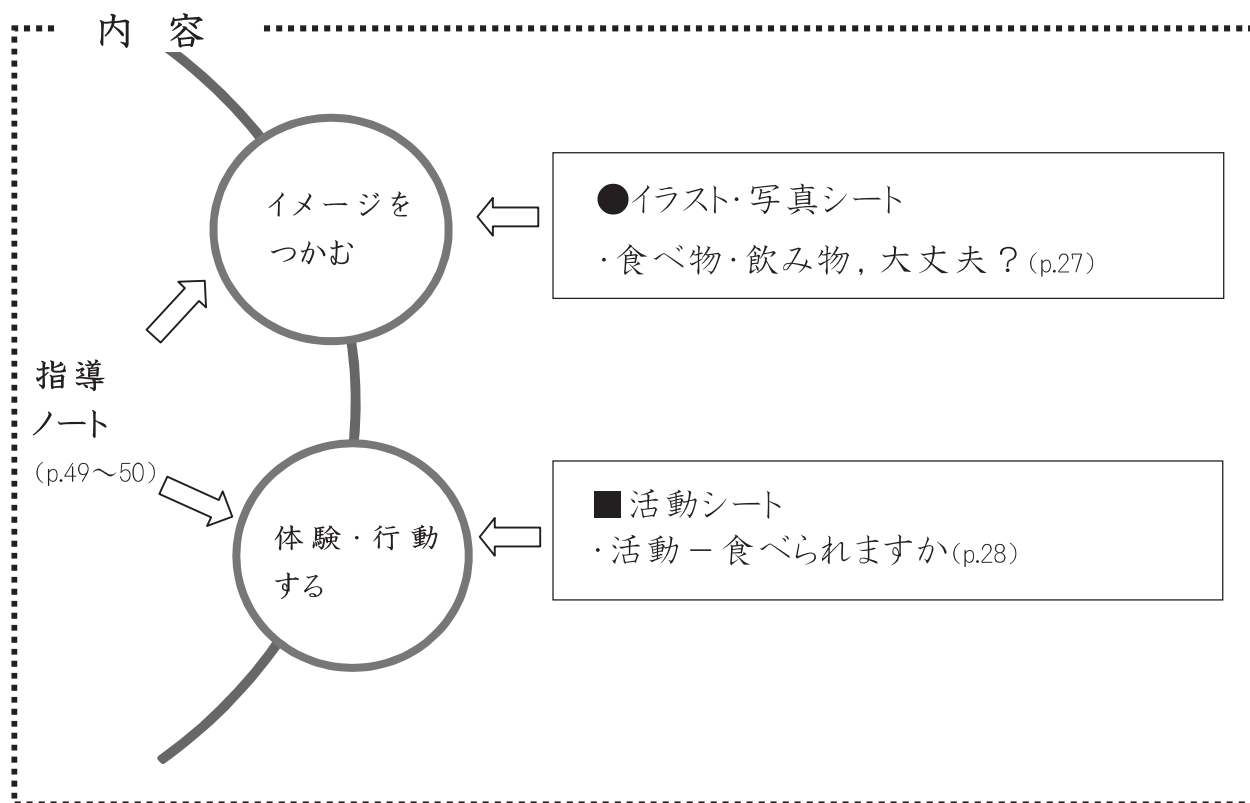 内 容
イメージを
つかむ
●イラスト・写真シート
・食べ物・飲み物，大丈夫？(p.27)
指導
ノート
(p.49～50)
体験・行動
する
■活動シート
・活動－食べられますか(p.28)